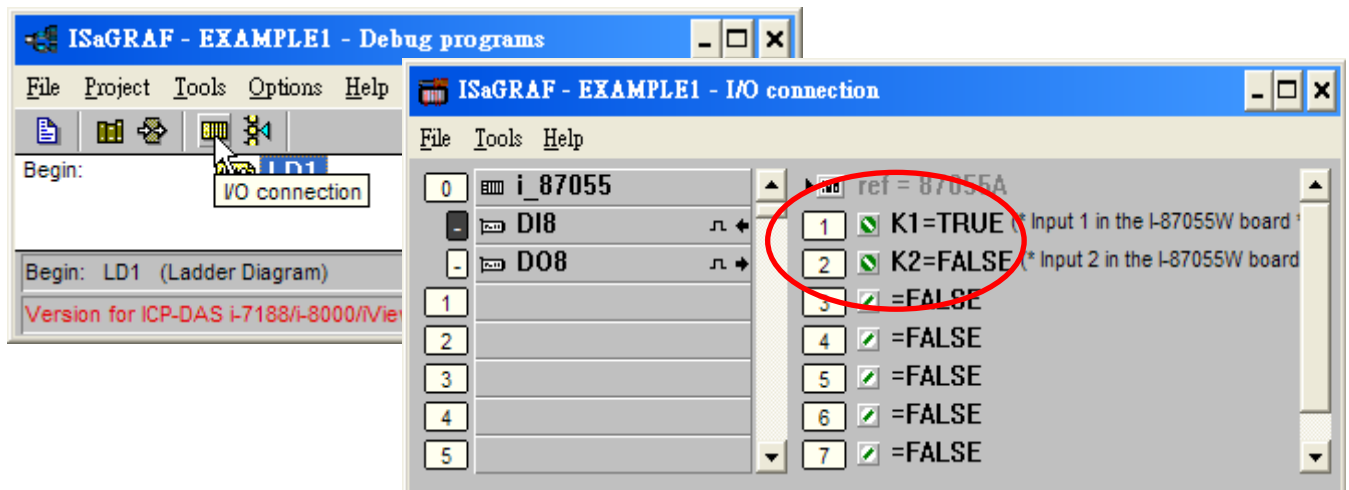 ISaGRAF - EXAMPLE1 - Debug programs
File Project Tools Options Help
Begin: LD1
I/O connection
Begin: LD1 (Ladder Diagram)
Version for ICP-DAS i-7188/i-8000/iView
ISaGRAF - EXAMPLE1 - I/O connection
File Tools Help
0 i_87055
- DI8
- DO8
1
2
3
4
5
ref = 87055A
1 K1=TRUE (* Input 1 in the I-87055W board *
2 K2=FALSE (* Input 2 in the I-87055W board
3 =FALSE
4 =FALSE
5 =FALSE
6 =FALSE
7 =FALSE